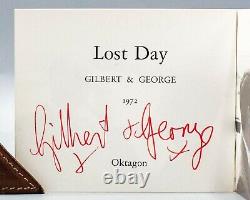 Lost Day
GILBERT & GEORGE
1972
Gilbert & George
x x
Oktagon